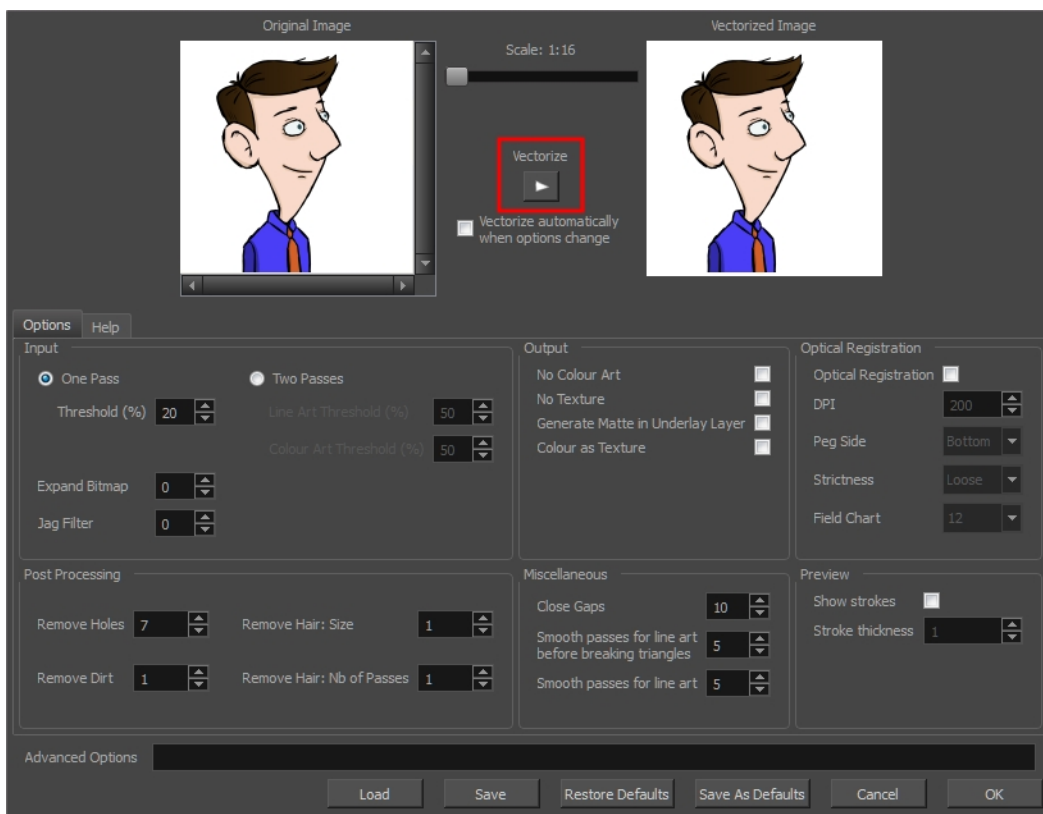 Original Image
Vectorized Image
Scale: 1:16
Vectorize
Vectorize automatically
when options change
Options
Help
Input
One Pass
Two Passes
Threshold (%) 20
Line Art Threshold (%) 50
Colour Art Threshold (%) 50
Expand Bitmap 0
Jag Filter 0
Output
No Colour Art
No Texture
Generate Matte in Underlay Layer
Colour as Texture
Optical Registration
Optical Registration
DPI 200
Peg Side Bottom
Strictness Loose
Field Chart 12
Post Processing
Remove Holes 7
Remove Hair: Size 1
Remove Dirt 1
Remove Hair: Nb of Passes 1
Miscellaneous
Close Gaps 10
Smooth passes for line art
before breaking triangles 5
Smooth passes for line art 5
Preview
Show strokes
Stroke thickness 1
Advanced Options
Load
Save
Restore Defaults
Save As Defaults
Cancel
OK